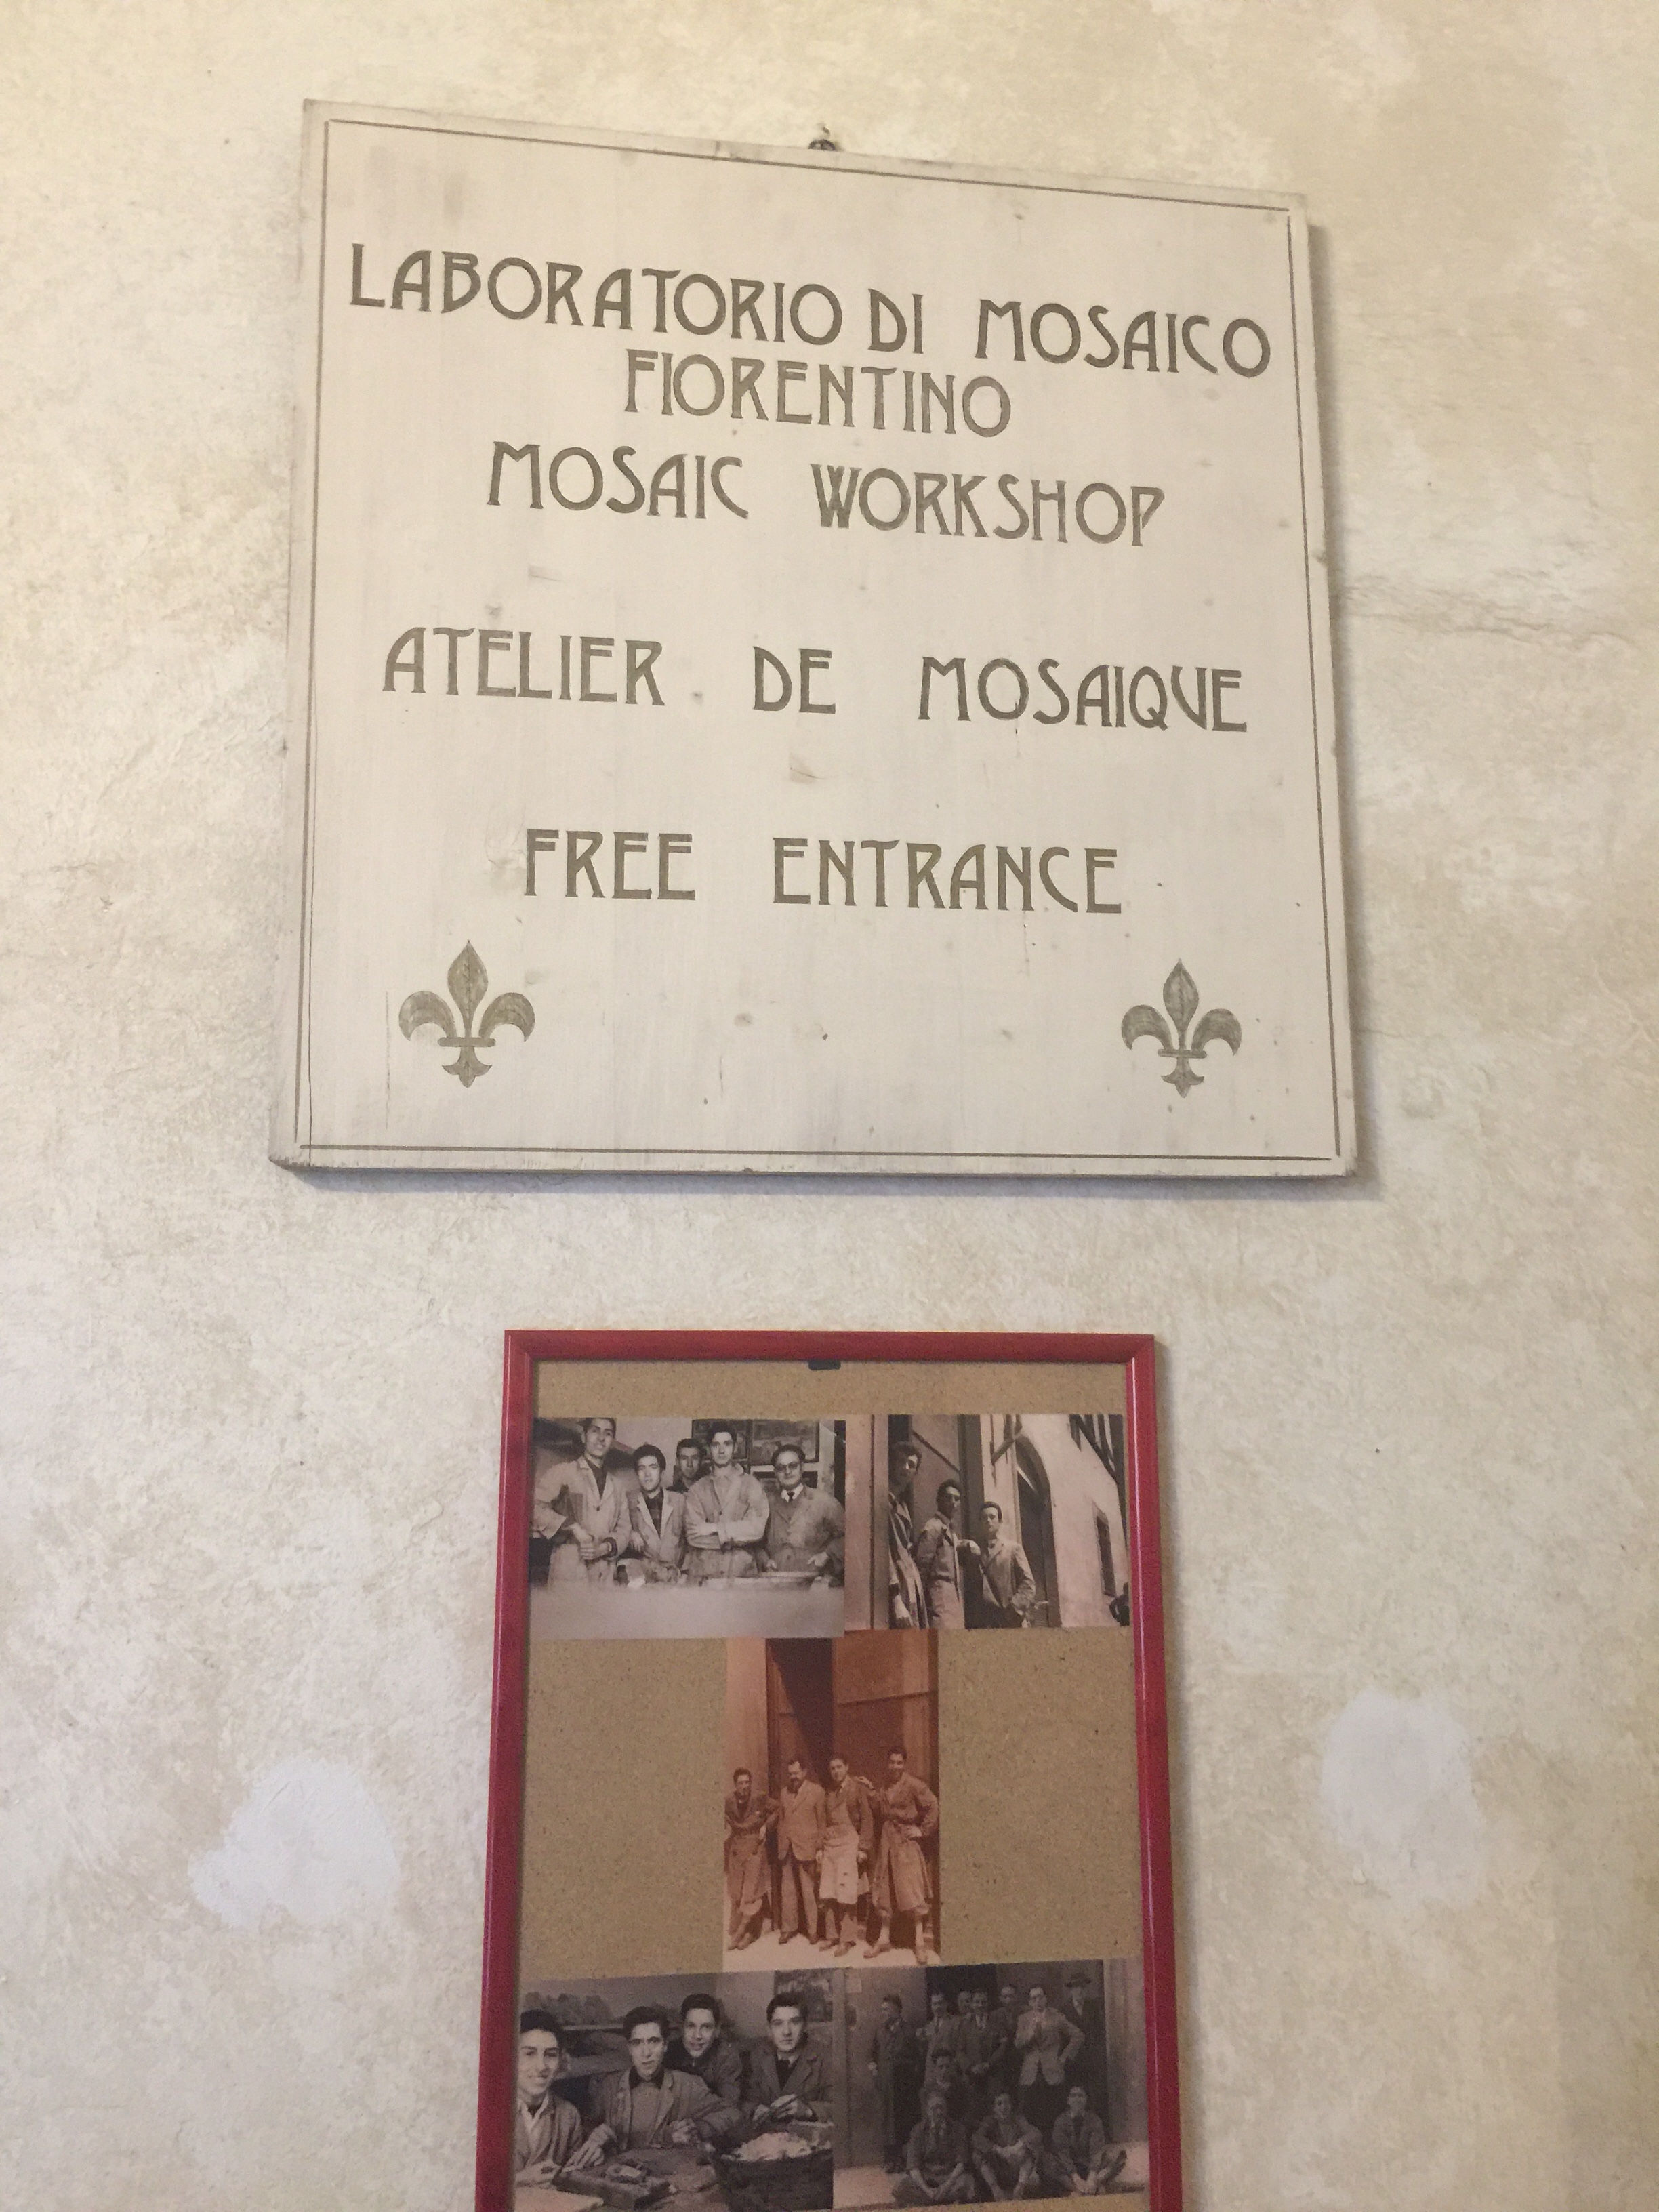 LABORATORIO DI MOSAICO
FIORENTINO
MOSAIC WORKSHOP
ATELIER DE MOSAIQUE
FREE ENTRANCE